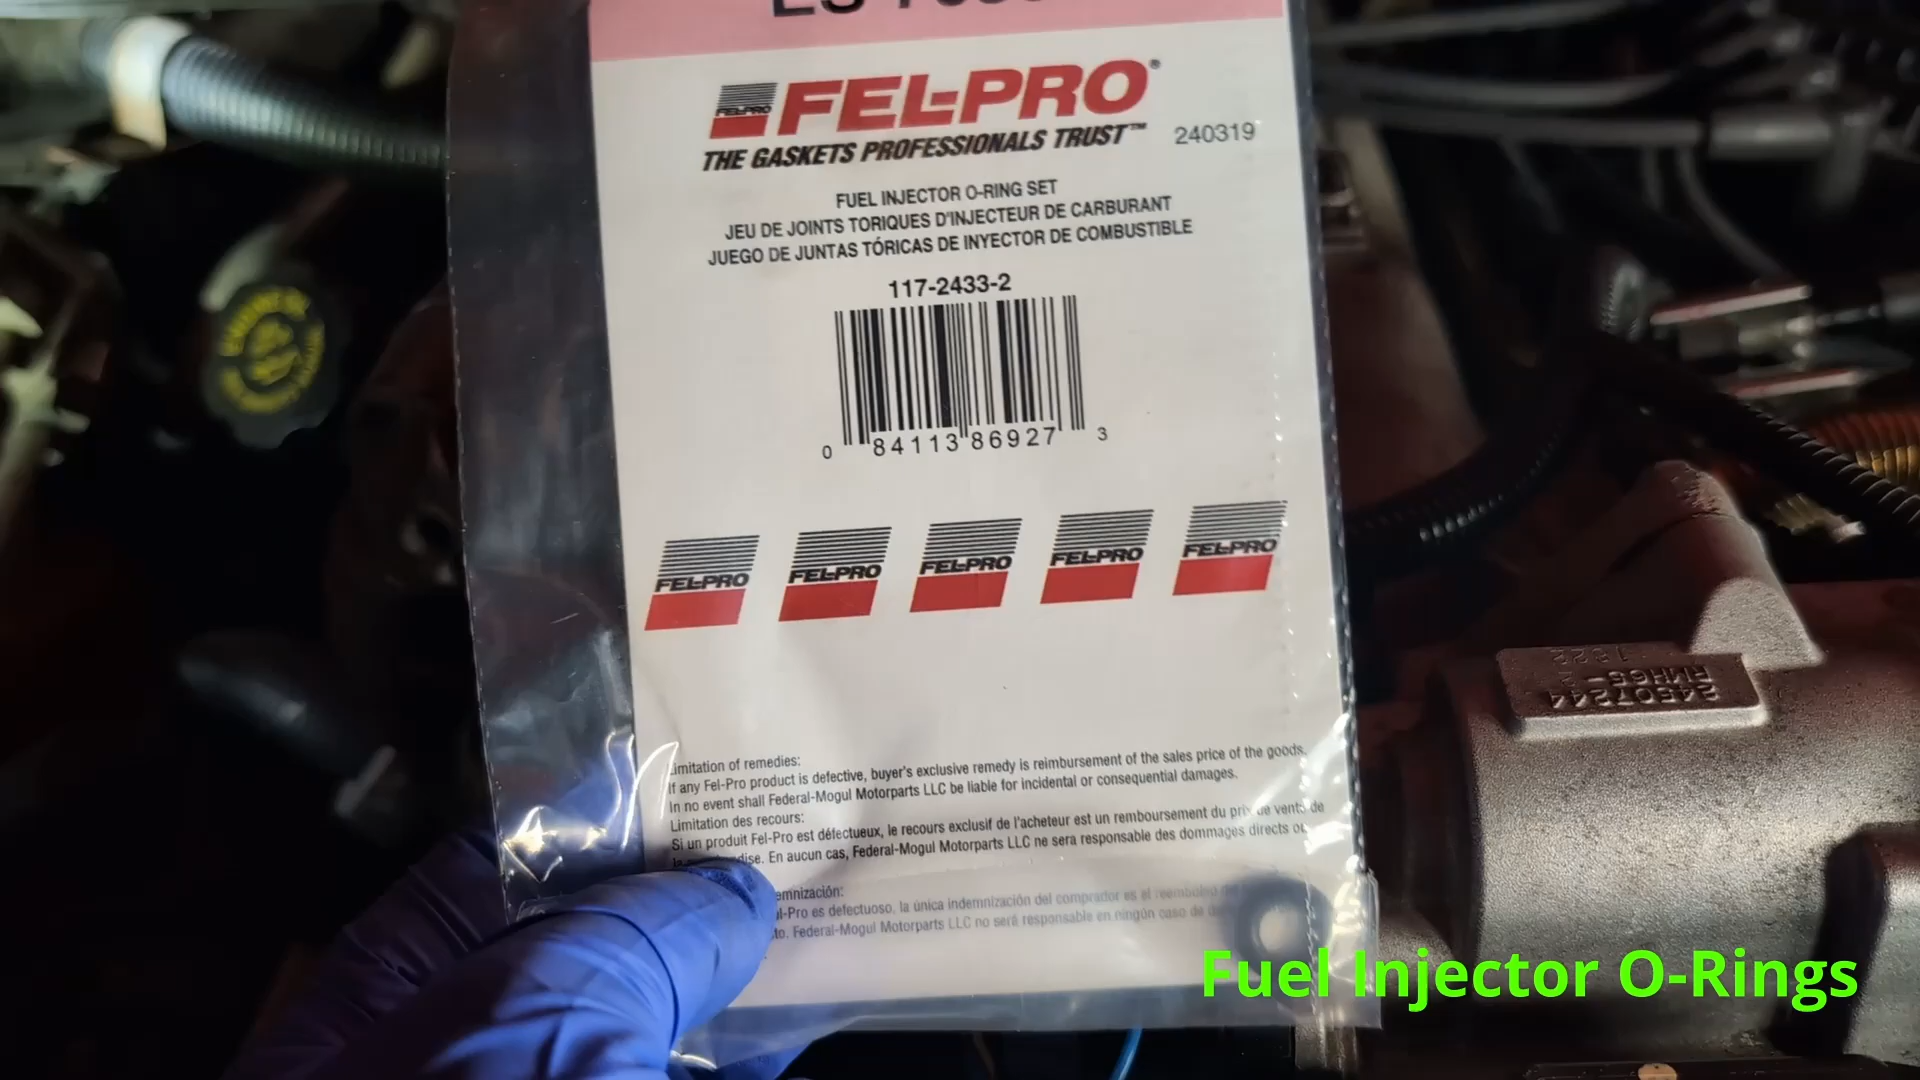 FEL-PRO
FEL-PRO®
THE GASKETS PROFESSIONALS TRUST™
240319
FUEL INJECTOR O-RING SET
JEU DE JOINTS TORIQUES D'INJECTEUR DE CARBURANT
JUEGO DE JUNTAS TÓRICAS DE INYECTOR DE COMBUSTIBLE
117-2433-2
0 84113 86927 3
FEL-PRO FEL-PRO FEL-PRO FEL-PRO FEL-PRO
imitation of remedies:
If any Fel-Pro product is defective, buyer's exclusive remedy is reimbursement of the sales price of the goods.
In no event shall Federal-Mogul Motorparts LLC be liable for incidental or consequential damages.
Limitation des recours:
Si un produit Fel-Pro est défectueux, le recours exclusif de l'acheteur est un remboursement du prix de vente de
dise. En aucun cas, Federal-Mogul Motorparts LLC ne sera responsable des dommages directs ou
emnización:
l-Pro es defectuoso, la única indemnización del comprador es el reembolso
to. Federal-Mogul Motorparts LLC no será responsable en ningún caso de
24507244
1822
Fuel Injector O-Rings